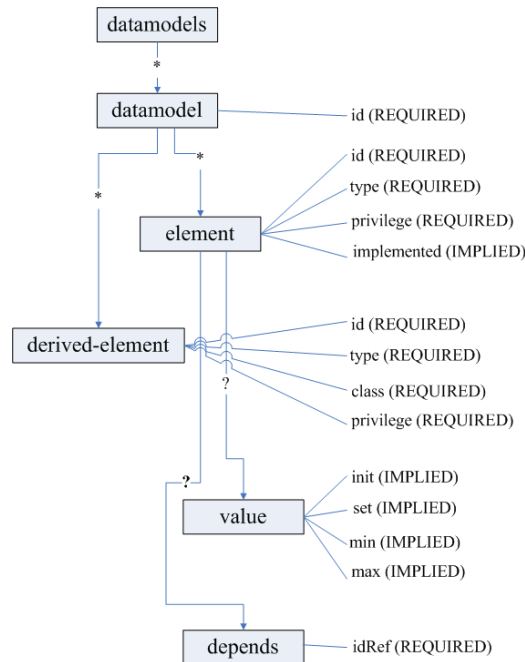 datamodels
*
datamodel
id (REQUIRED)
*
*
id (REQUIRED)
type (REQUIRED)
privilege (REQUIRED)
element
implemented (IMPLIED)
id (REQUIRED)
derived-element
type (REQUIRED)
?
class (REQUIRED)
privilege (REQUIRED)
?
init (IMPLIED)
set (IMPLIED)
value
min (IMPLIED)
max (IMPLIED)
depends
idRef (REQUIRED)